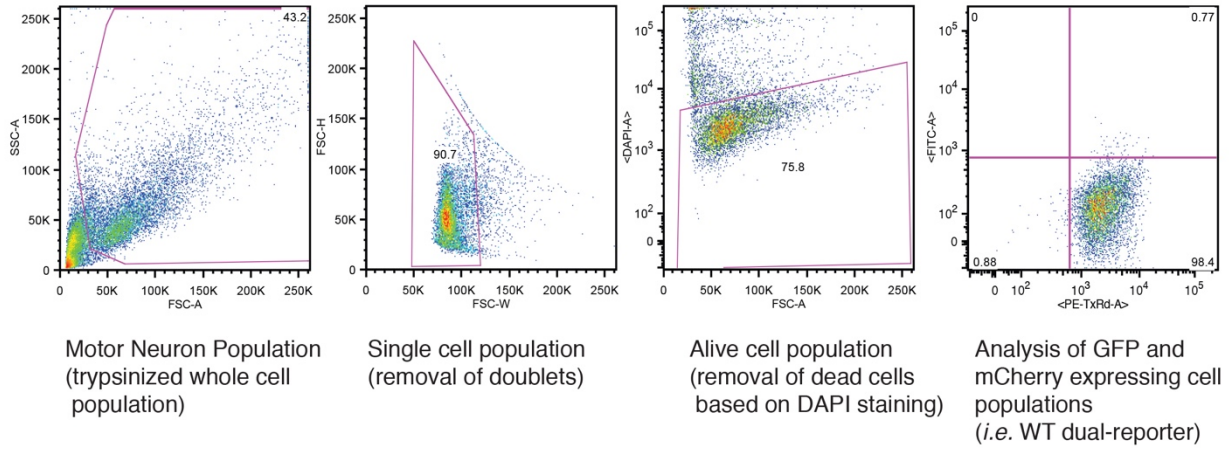 250K
200K
150K
100K
50K
0
SSC-A
43.2
0
50K
100K
150K
200K
250K
FSC-A
250K
200K
150K
100K
50K
0
FSC-H
90.7
0
50K
100K
150K
200K
250K
FSC-W
10^5
10^4
10^3
10^2
0
<DAPI-A>
75.8
0
50K
100K
150K
200K
250K
FSC-A
10^5
10^4
10^3
10^2
0
<FITC-A>
0
0.77
0.88
98.4
0
10^2
10^3
10^4
10^5
<PE-TxRd-A>
Motor Neuron Population
(trypsinized whole cell
population)
Single cell population
(removal of doublets)
Alive cell population
(removal of dead cells
based on DAPI staining)
Analysis of GFP and
mCherry expressing cell
populations
(i.e. WT dual-reporter)